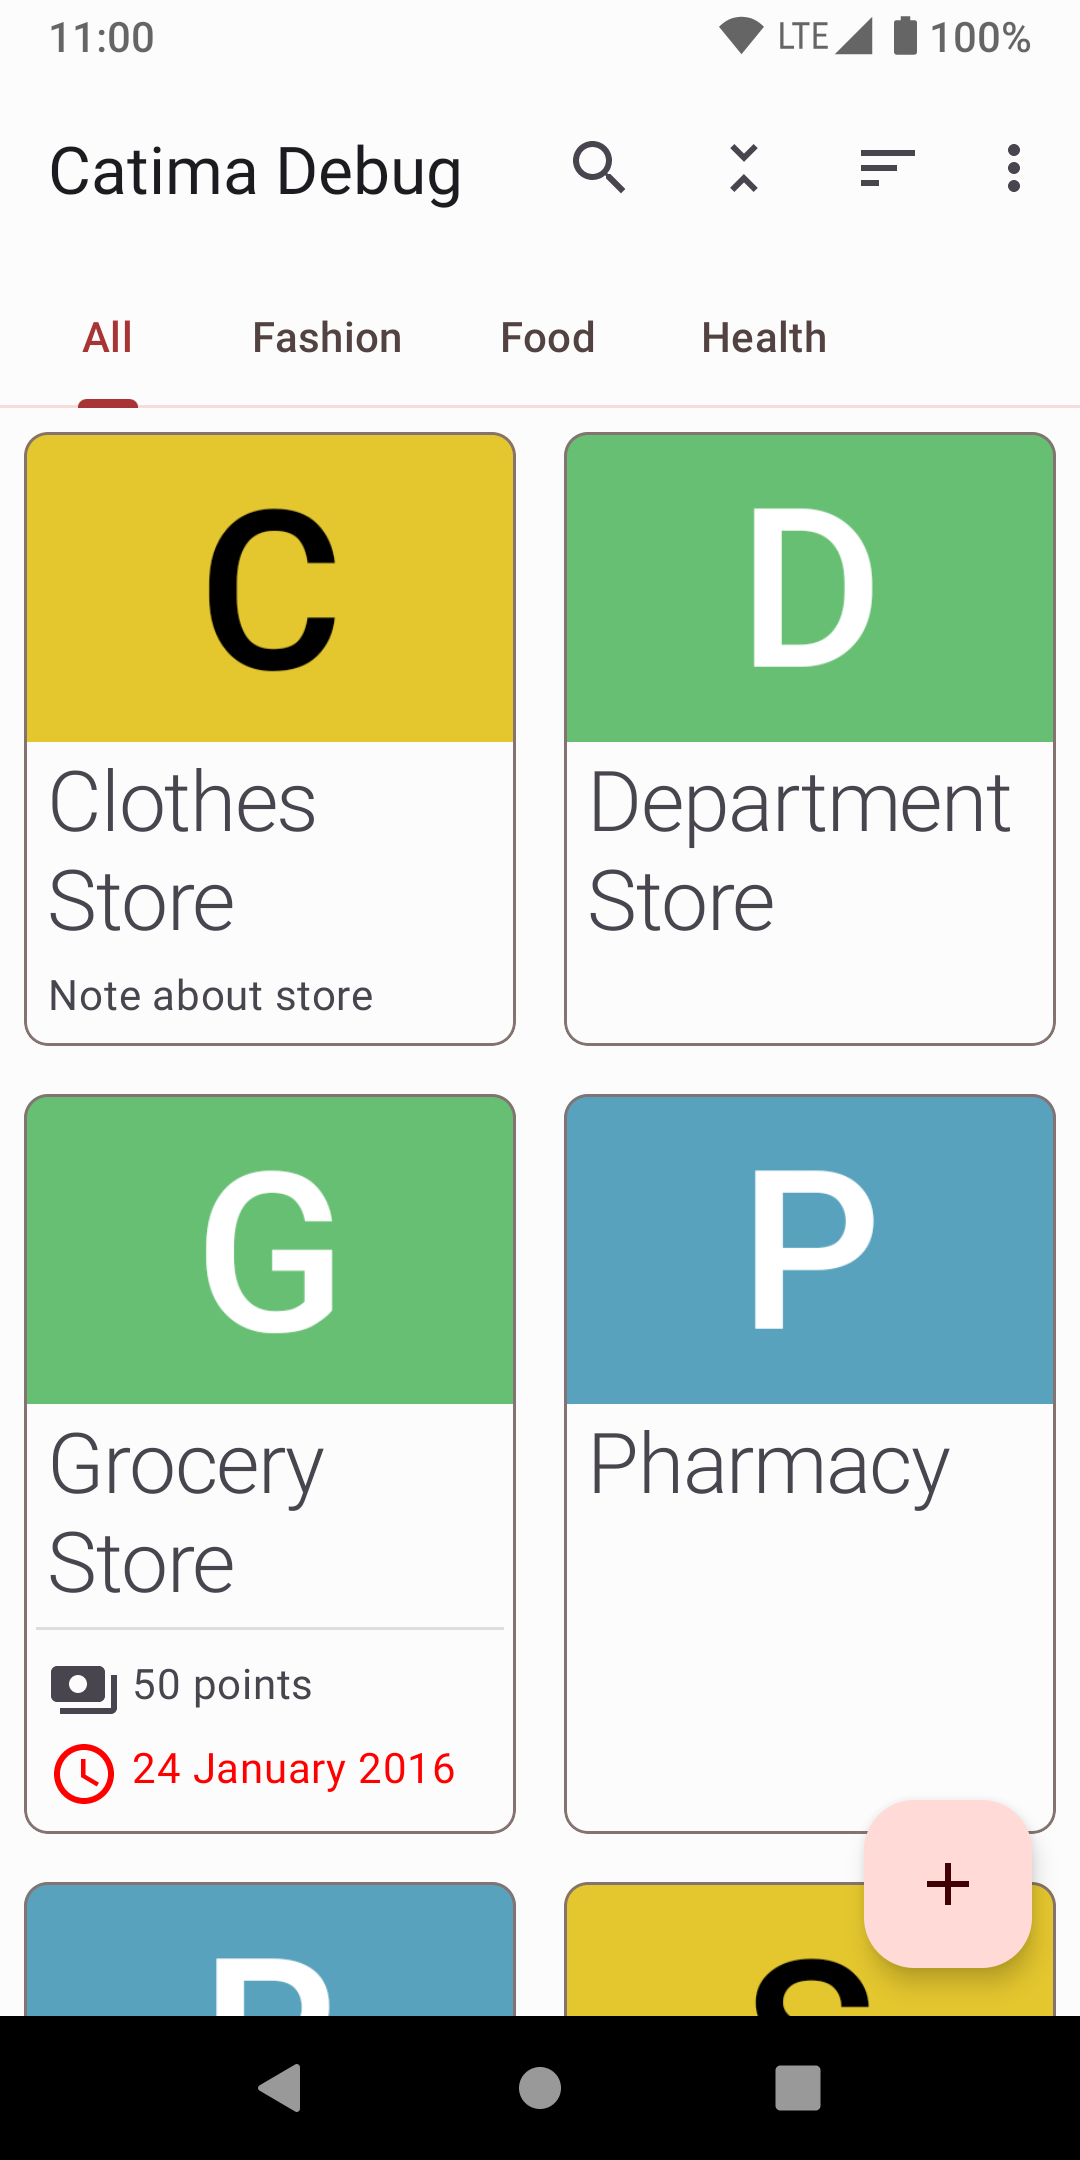 11:00 LTE 100%
Catima Debug
All Fashion Food Health
C
D
Clothes
Store
Note about store
Department
Store
G
P
Grocery
Store
50 points
24 January 2016
Pharmacy